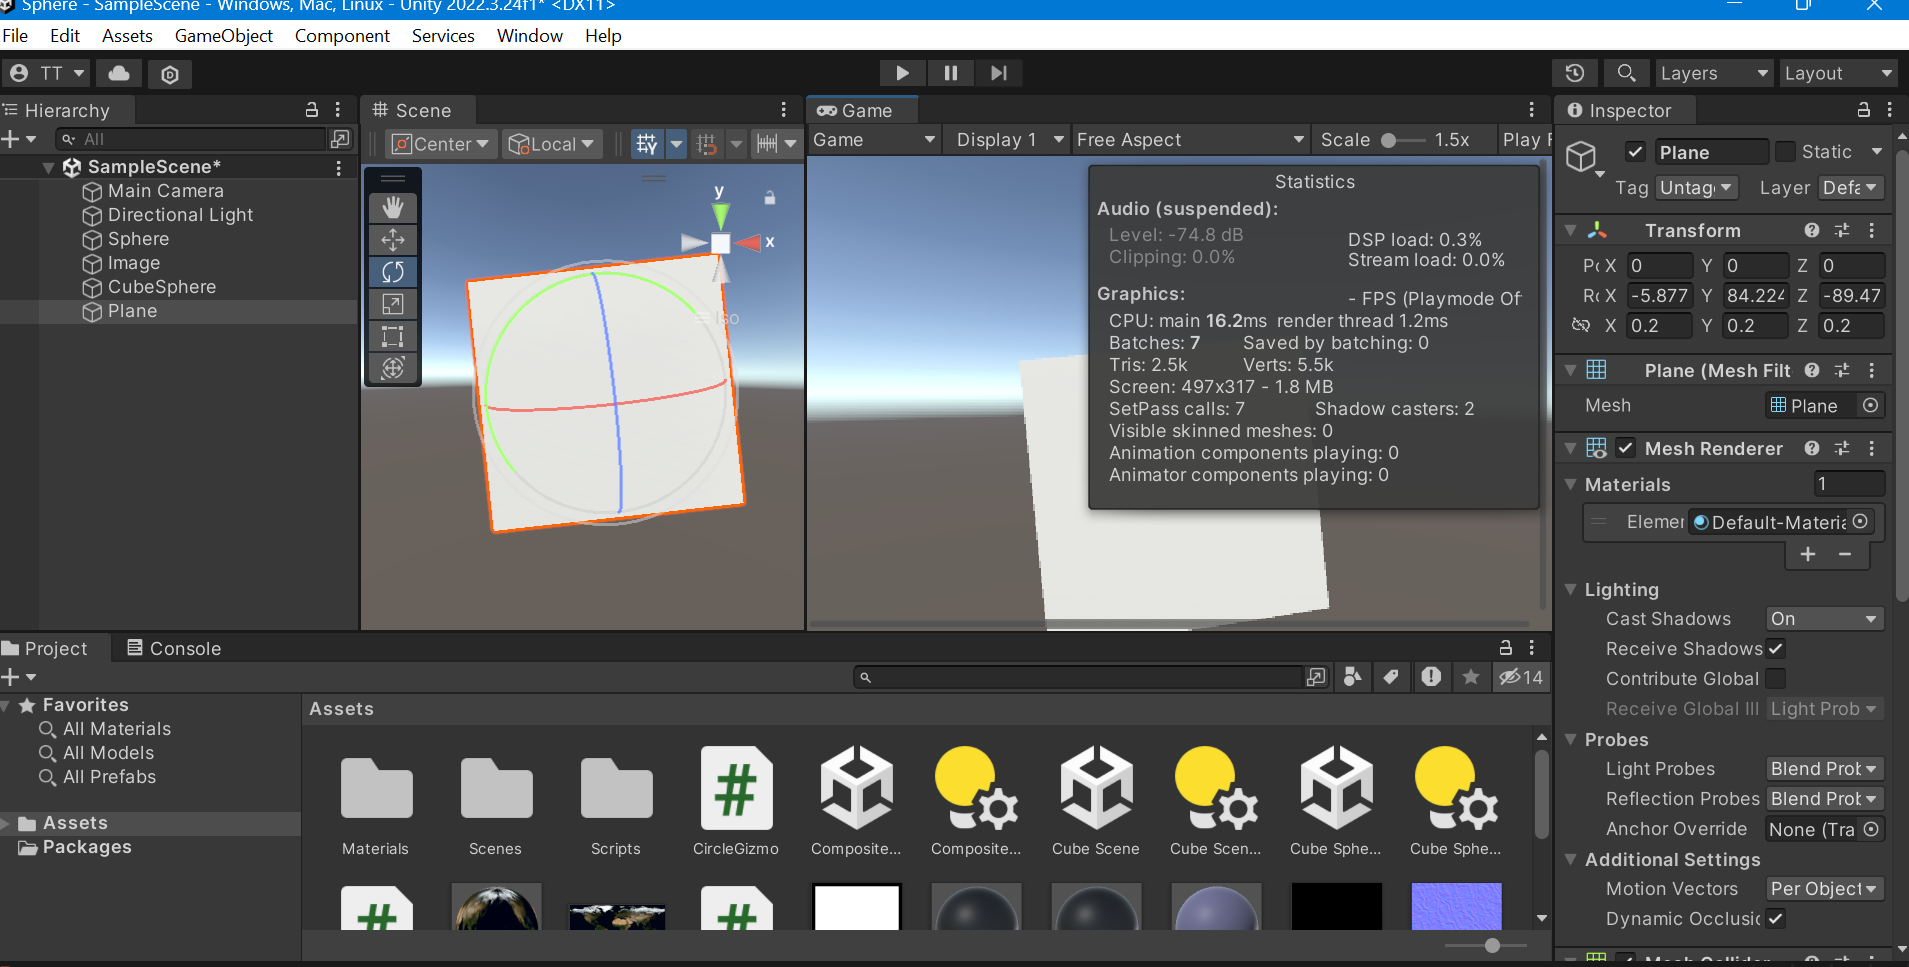 Sphere - SampleScene - Windows, Mac, Linux - Unity 2022.3.24f1* <DX11>
File Edit Assets GameObject Component Services Window Help
TT
Layers Layout
Hierarchy
All
SampleScene*
Main Camera
Directional Light
Sphere
Image
CubeSphere
Plane
Scene
Center Local
y
x
Iso
Game
Game Display 1 Free Aspect Scale 1.5x Play F
Statistics
Audio (suspended):
Level: -74.8 dB DSP load: 0.3%
Clipping: 0.0% Stream load: 0.0%
Graphics: - FPS (Playmode Of
CPU: main 16.2ms render thread 1.2ms
Batches: 7 Saved by batching: 0
Tris: 2.5k Verts: 5.5k
Screen: 497x317 - 1.8 MB
SetPass calls: 7 Shadow casters: 2
Visible skinned meshes: 0
Animation components playing: 0
Animator components playing: 0
Inspector
Plane Static
Tag Untag Layer Defa
Transform
Po X 0 Y 0 Z 0
Ro X -5.877 Y 84.224 Z -89.47
X 0.2 Y 0.2 Z 0.2
Plane (Mesh Filt
Mesh Plane
Mesh Renderer
Materials 1
Elemer Default-Materia
Lighting
Cast Shadows On
Receive Shadows
Contribute Global
Receive Global Ill Light Prob
Probes
Light Probes Blend Prob
Reflection Probes Blend Prob
Anchor Override None (Tra
Additional Settings
Motion Vectors Per Object
Dynamic Occlusio
Mesh Collider
Project Console
14
Favorites
All Materials
All Models
All Prefabs
Assets
Packages
Assets
Materials Scenes Scripts CircleGizmo Composite... Composite... Cube Scene Cube Scen... Cube Sphe... Cube Sphe...